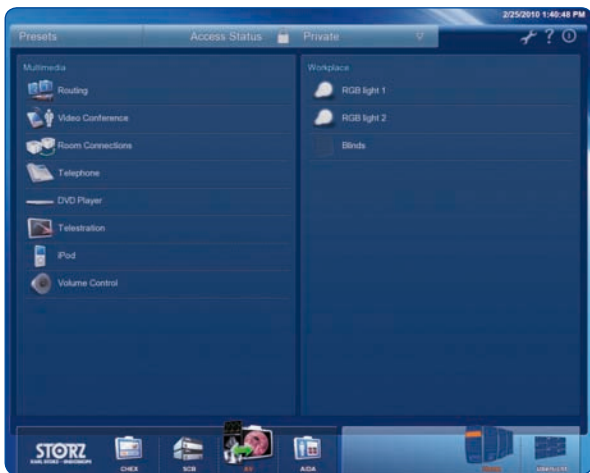 2/25/2010 1:40:48 PM
Presets Access Status Private
Multimedia
Routing
Video Conference
Room Connections
Telephone
DVD Player
Telestration
iPod
Volume Control
Workplace
RGB light 1
RGB light 2
Blinds
STORZ
KARL STORZ - ENDOSKOPE
CHEX SCB AV AIDA